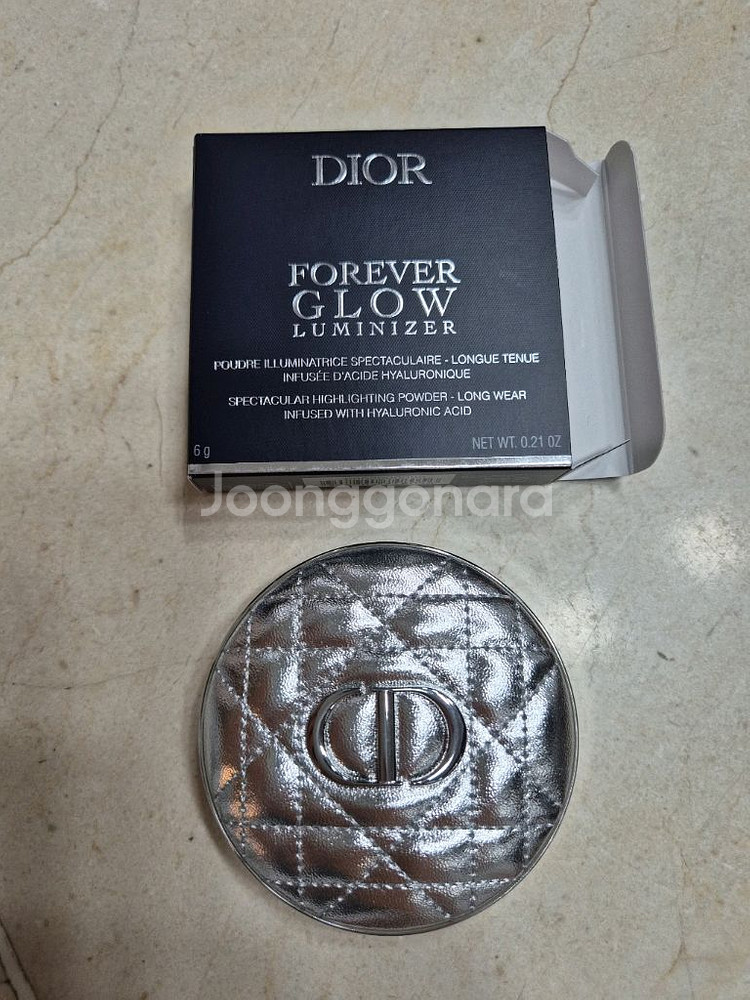 DIOR
FOREVER
GLOW
LUMINIZER
POUDRE ILLUMINATRICE SPECTACULAIRE - LONGUE TENUE
INFUSÉE D'ACIDE HYALURONIQUE
SPECTACULAR HIGHLIGHTING POWDER - LONG WEAR
INFUSED WITH HYALURONIC ACID
6 g
NET WT. 0.21 OZ
Joonggonara
CD